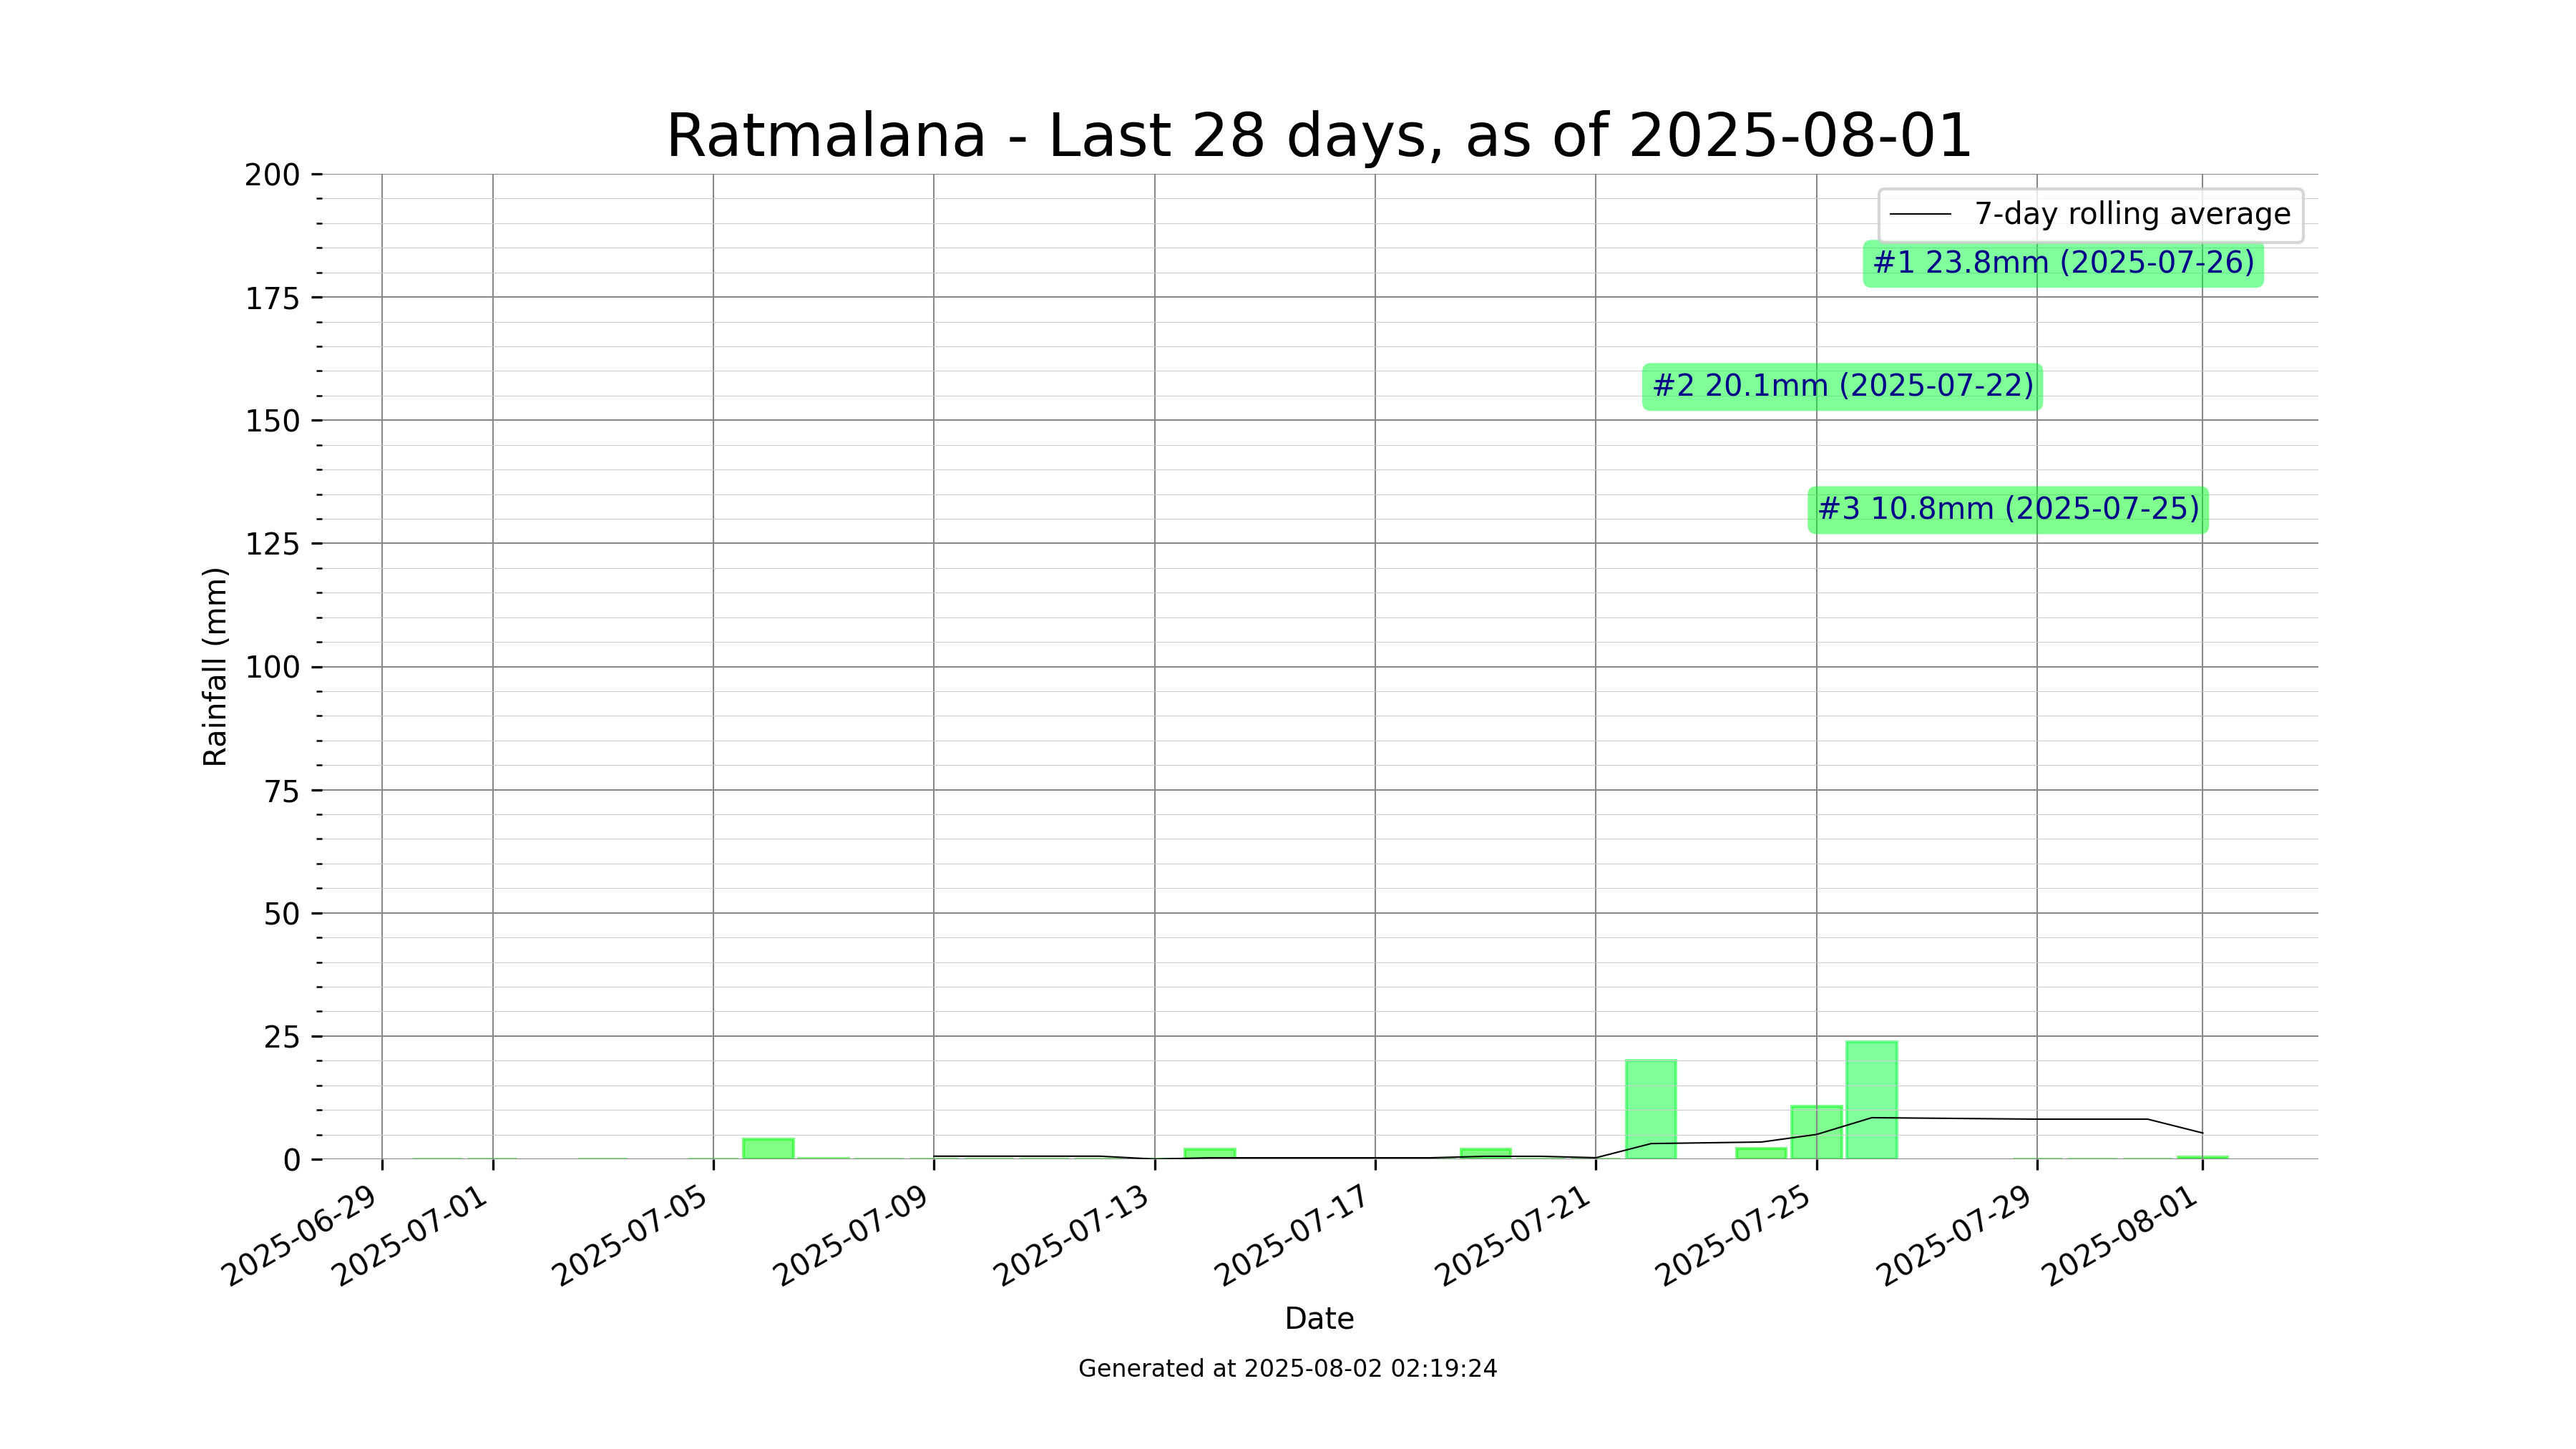 Ratmalana - Last 28 days, as of 2025-08-01
7-day rolling average
#1 23.8mm (2025-07-26)
#2 20.1mm (2025-07-22)
#3 10.8mm (2025-07-25)
Rainfall (mm)
200
175
150
125
100
75
50
25
0
2025-06-29
2025-07-01
2025-07-05
2025-07-09
2025-07-13
2025-07-17
2025-07-21
2025-07-25
2025-07-29
2025-08-01
Date
Generated at 2025-08-02 02:19:24